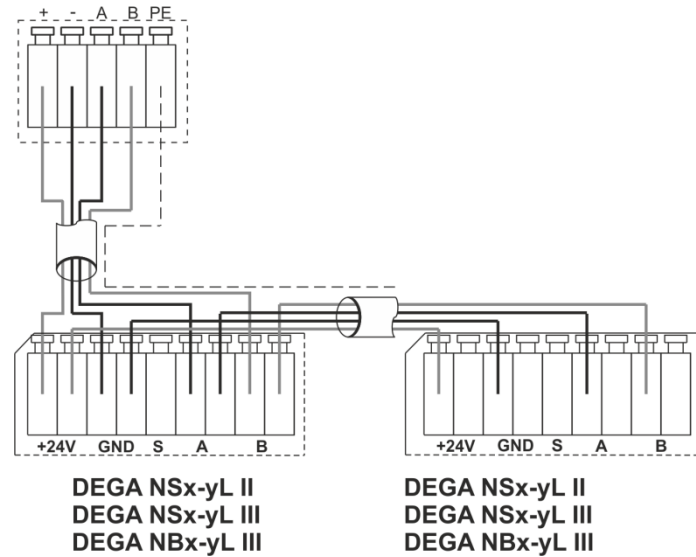 + - A B PE
+24V GND S A B
+24V GND S A B
DEGA NSx-yL II
DEGA NSx-yL III
DEGA NBx-yL III
DEGA NSx-yL II
DEGA NSx-yL III
DEGA NBx-yL III